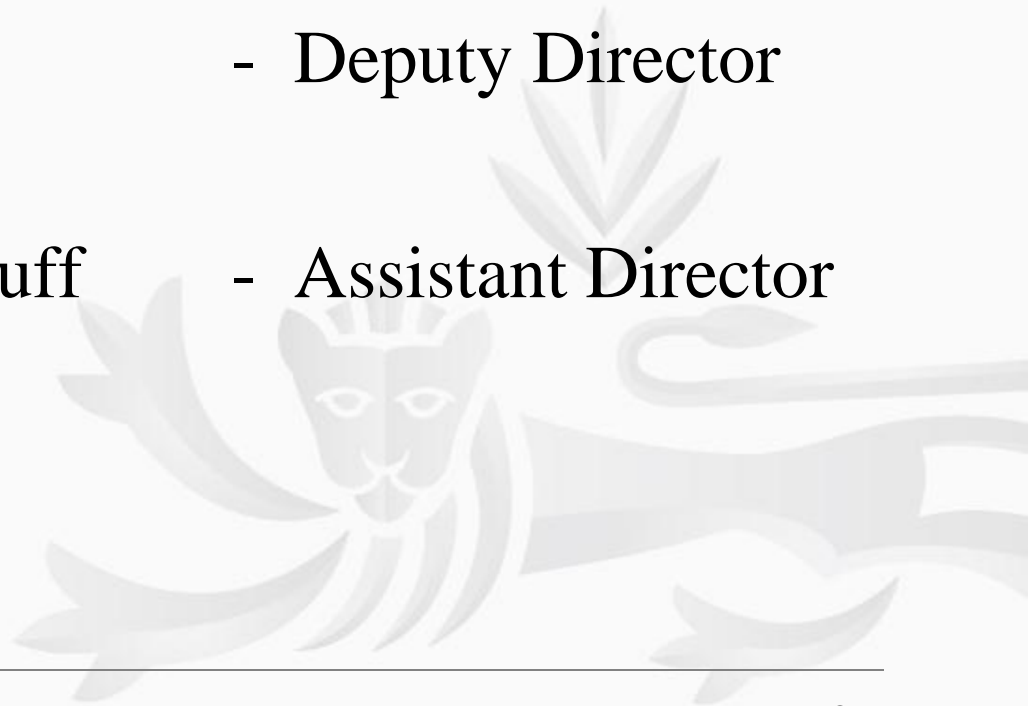 - Deputy Director
uff - Assistant Director